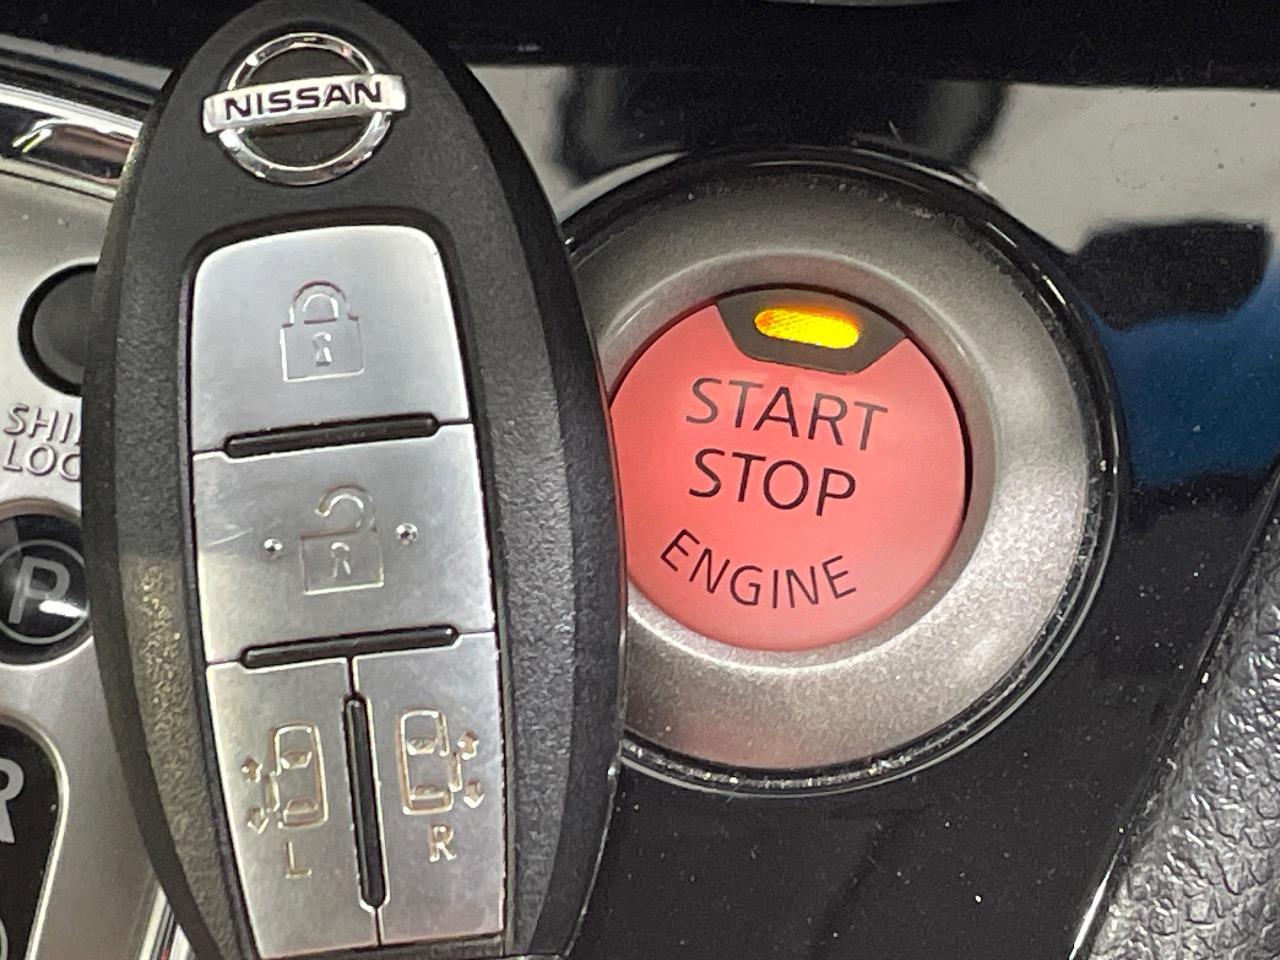 NISSAN
START
STOP
ENGINE
P
R
L
R